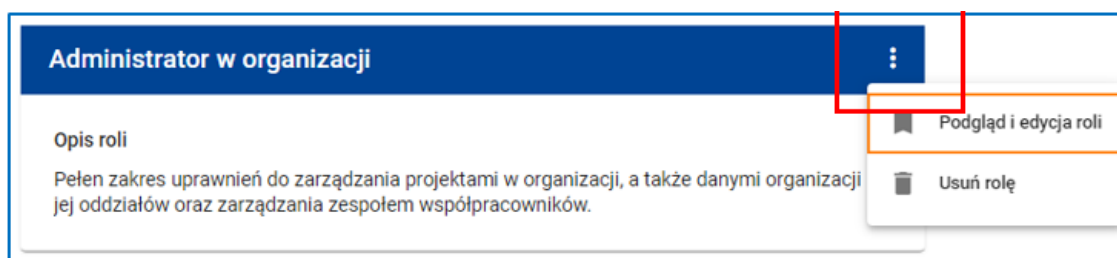 Administrator w organizacji
Podgląd i edycja roli
Opis roli
Pełen zakres uprawnień do zarządzania projektami w organizacji, a także danymi organizacji
Usuń rolę
jej oddziałów oraz zarządzania zespołem współpracowników.